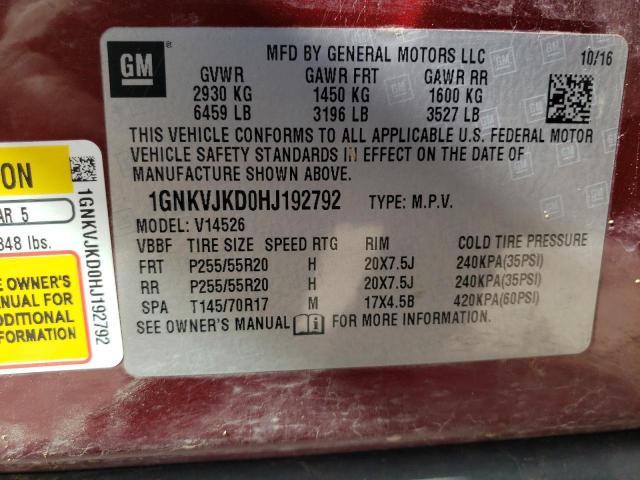 GM
®
MFD BY GENERAL MOTORS LLC
10/16
GVWR GAWR FRT GAWR RR
2930 KG 1450 KG 1600 KG
6459 LB 3196 LB 3527 LB
THIS VEHICLE CONFORMS TO ALL APPLICABLE U.S. FEDERAL MOTOR
VEHICLE SAFETY STANDARDS IN EFFECT ON THE DATE OF
MANUFACTURE SHOWN ABOVE.
1GNKVJKD0HJ192792 TYPE: M.P.V.
MODEL: V14526
VBBF TIRE SIZE SPEED RTG RIM COLD TIRE PRESSURE
FRT P255/55R20 H 20X7.5J 240KPA(35PSI)
RR P255/55R20 H 20X7.5J 240KPA(35PSI)
SPA T145/70R17 M 17X4.5B 420KPA(60PSI)
SEE OWNER'S MANUAL FOR MORE INFORMATION.
ON
AR 5
348 lbs.
E OWNER'S
NUAL FOR
DDITIONAL
ORMATION
1GNKVJKD0HJ192792